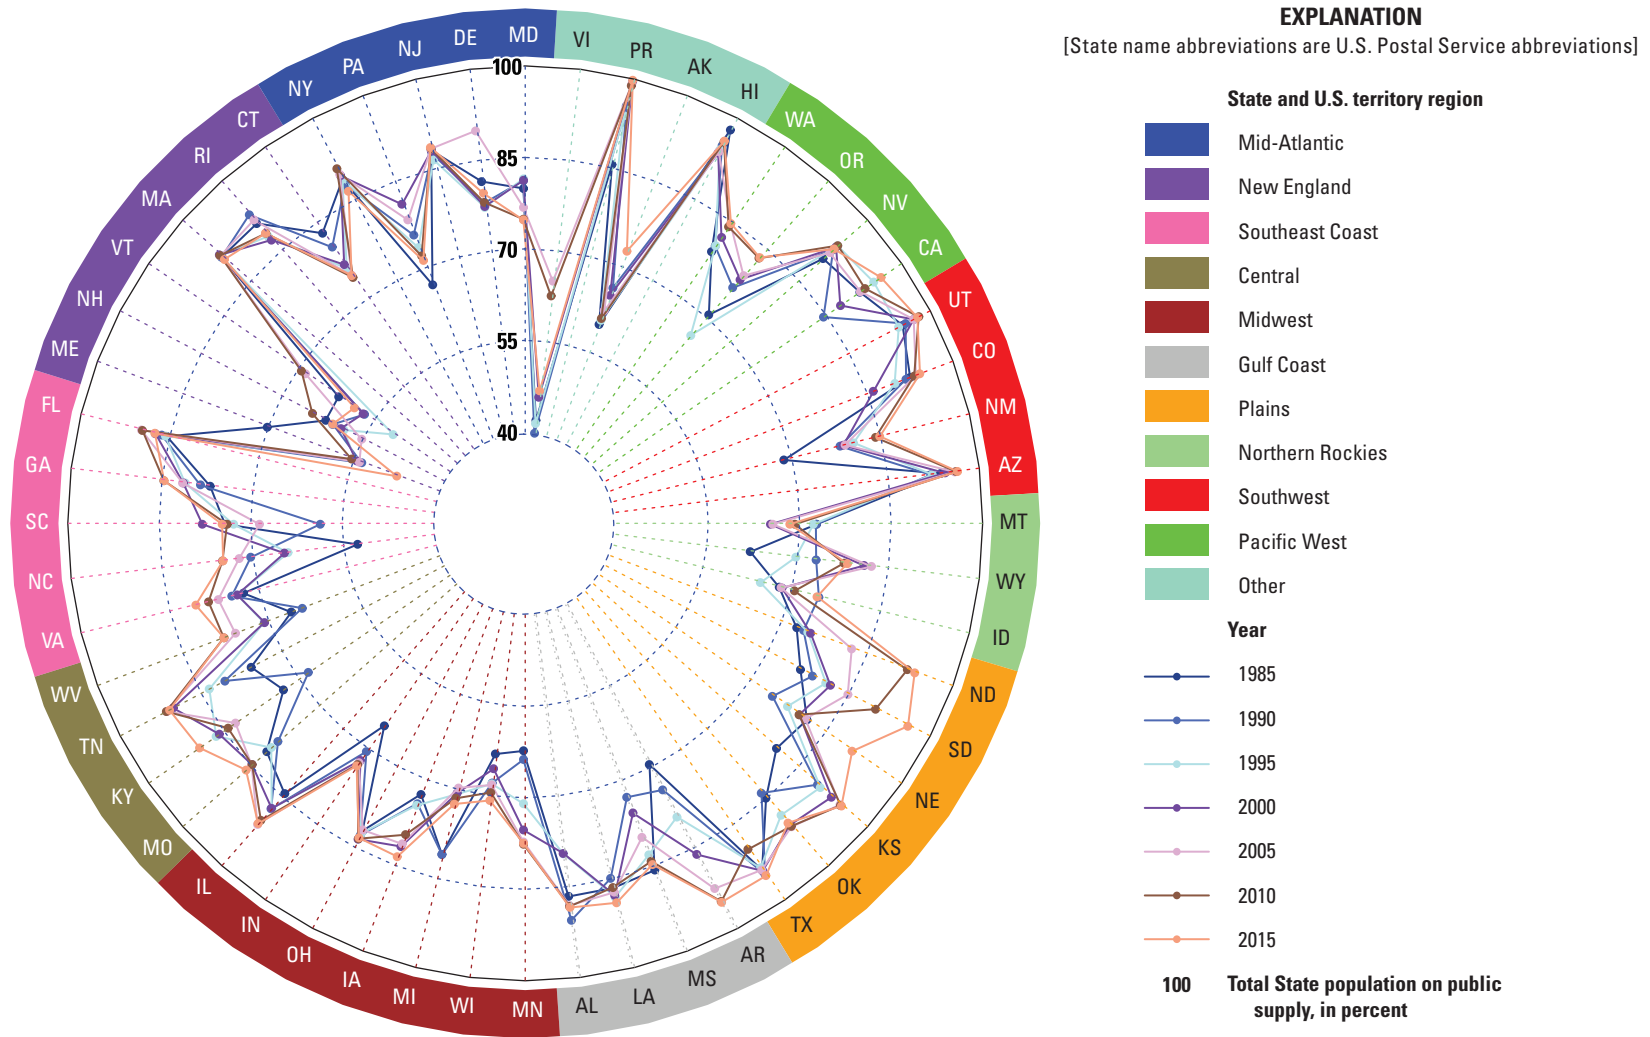 EXPLANATION
[State name abbreviations are U.S. Postal Service abbreviations]
State and U.S. territory region
Mid-Atlantic
New England
Southeast Coast
Central
Midwest
Gulf Coast
Plains
Northern Rockies
Southwest
Pacific West
Other
Year
1985
1990
1995
2000
2005
2010
2015
100 Total State population on public
supply, in percent
MD
VI
PR
AK
HI
WA
OR
NV
CA
UT
CO
NM
AZ
MT
WY
ID
ND
SD
NE
KS
OK
TX
AR
MS
LA
AL
MN
WI
MI
IA
OH
IN
IL
MO
KY
TN
WV
VA
NC
SC
GA
FL
ME
NH
VT
MA
RI
CT
NY
PA
NJ
DE
100
85
70
55
40